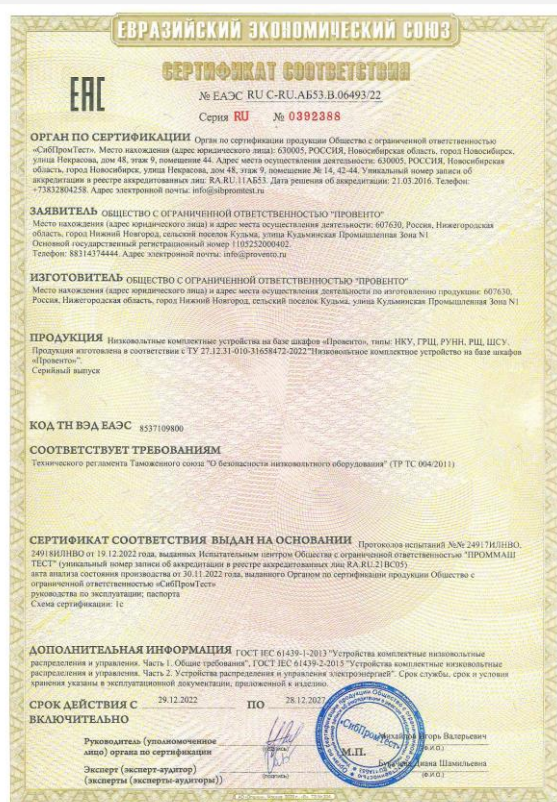 ЕВРАЗИЙСКИЙ ЭКОНОМИЧЕСКИЙ СОЮЗ
ЕАС
СЕРТИФИКАТ СООТВЕТСТВИЯ
№ ЕАЭС RU C-RU.АБ53.В.06493/22
Серия RU № 0392388
ОРГАН ПО СЕРТИФИКАЦИИ Орган по сертификации продукции Общество с ограниченной ответственностью
«СибПромТест». Место нахождения (адрес юридического лица): 630005, РОССИЯ, Новосибирская область, город Новосибирск,
улица Некрасова, дом 48, этаж 9, помещение 44. Адрес места осуществления деятельности: 630005, РОССИЯ, Новосибирская
область, город Новосибирск, улица Некрасова, дом 48, этаж 9, помещение № 14, 42-44. Уникальный номер записи об
аккредитации в реестре аккредитованных лиц: RA.RU.11АБ53. Дата решения об аккредитации: 21.03.2016. Телефон:
+73832804258. Адрес электронной почты: info@sibpromtest.ru
ЗАЯВИТЕЛЬ ОБЩЕСТВО С ОГРАНИЧЕННОЙ ОТВЕТСТВЕННОСТЬЮ "ПРОВЕНТО"
Место нахождения (адрес юридического лица) и адрес места осуществления деятельности: 607630, Россия, Нижегородская
область, город Нижний Новгород, сельский поселок Кудьма, улица Кудьминская Промышленная Зона N1
Основной государственный регистрационный номер 1105252000402.
Телефон: 88314374444. Адрес электронной почты: info@provento.ru
ИЗГОТОВИТЕЛЬ ОБЩЕСТВО С ОГРАНИЧЕННОЙ ОТВЕТСТВЕННОСТЬЮ "ПРОВЕНТО"
Место нахождения (адрес юридического лица) и адрес места осуществления деятельности по изготовлению продукции: 607630,
Россия, Нижегородская область, город Нижний Новгород, сельский поселок Кудьма, улица Кудьминская Промышленная Зона N1
ПРОДУКЦИЯ Низковольтные комплектные устройства на базе шкафов «Провенто», типы: НКУ, ГРЩ, РУНН, РЩ, ШСУ.
Продукция изготовлена в соответствии с ТУ 27.12.31-010-31658472-2022"Низковольтное комплектное устройство на базе шкафов
«Провенто»".
Серийный выпуск
КОД ТН ВЭД ЕАЭС 8537109800
СООТВЕТСТВУЕТ ТРЕБОВАНИЯМ
Технического регламента Таможенного союза "О безопасности низковольтного оборудования" (ТР ТС 004/2011)
СЕРТИФИКАТ СООТВЕТСТВИЯ ВЫДАН НА ОСНОВАНИИ Протоколов испытаний №№ 24917ИЛНВО,
24918ИЛНВО от 19.12.2022 года, выданных Испытательным центром Общества с ограниченной ответственностью "ПРОММАШ
ТЕСТ" (уникальный номер записи об аккредитации в реестре аккредитованных лиц RA.RU.21ВС05)
акта анализа состояния производства от 30.11.2022 года, выданного Органом по сертификации продукции Общество с
ограниченной ответственностью «СибПромТест»
руководства по эксплуатации; паспорта
Схема сертификации: 1с
ДОПОЛНИТЕЛЬНАЯ ИНФОРМАЦИЯ ГОСТ IEC 61439-1-2013 "Устройства комплектные низковольтные
распределения и управления. Часть 1. Общие требования", ГОСТ IEC 61439-2-2015 "Устройства комплектные низковольтные
распределения и управления. Часть 2. Устройства распределения и управления электроэнергией". Срок службы, срок и условия
хранения указаны в эксплуатационной документации, приложенной к изделию.
СРОК ДЕЙСТВИЯ С 29.12.2022 ПО 28.12.2027
ВКЛЮЧИТЕЛЬНО
Руководитель (уполномоченное
лицо) органа по сертификации (подпись) М.П. Михайлов Игорь Валерьевич (Ф.И.О.)
Эксперт (эксперт-аудитор)
(эксперты (эксперты-аудиторы)) (подпись) Диана Шамильевна (Ф.И.О.)
«СибПромТест»